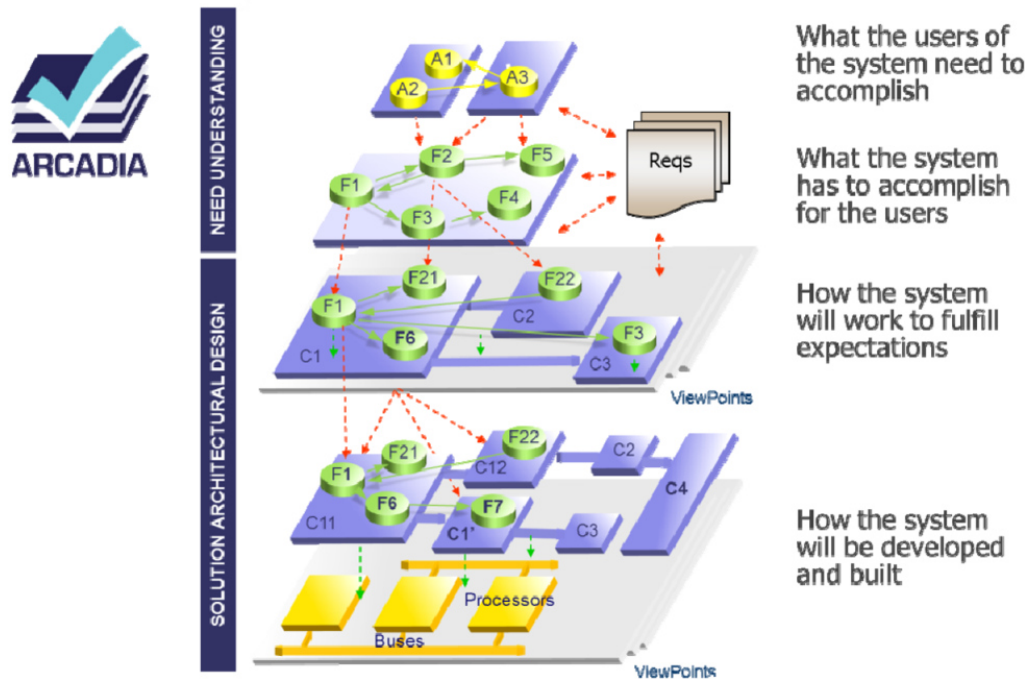 ARCADIA
NEED UNDERSTANDING
A1
A2
A3
What the users of
the system need to
accomplish
Reqs
F2
F5
F1
F4
F3
What the system
has to accomplish
for the users
SOLUTION ARCHITECTURAL DESIGN
F21
F22
F1
C2
F6
F3
C1
C3
ViewPoints
How the system
will work to fulfill
expectations
F22
F21
C2
F1
C12
C4
F6
F7
C11
C1'
C3
How the system
will be developed
and built
Processors
Buses
ViewPoints